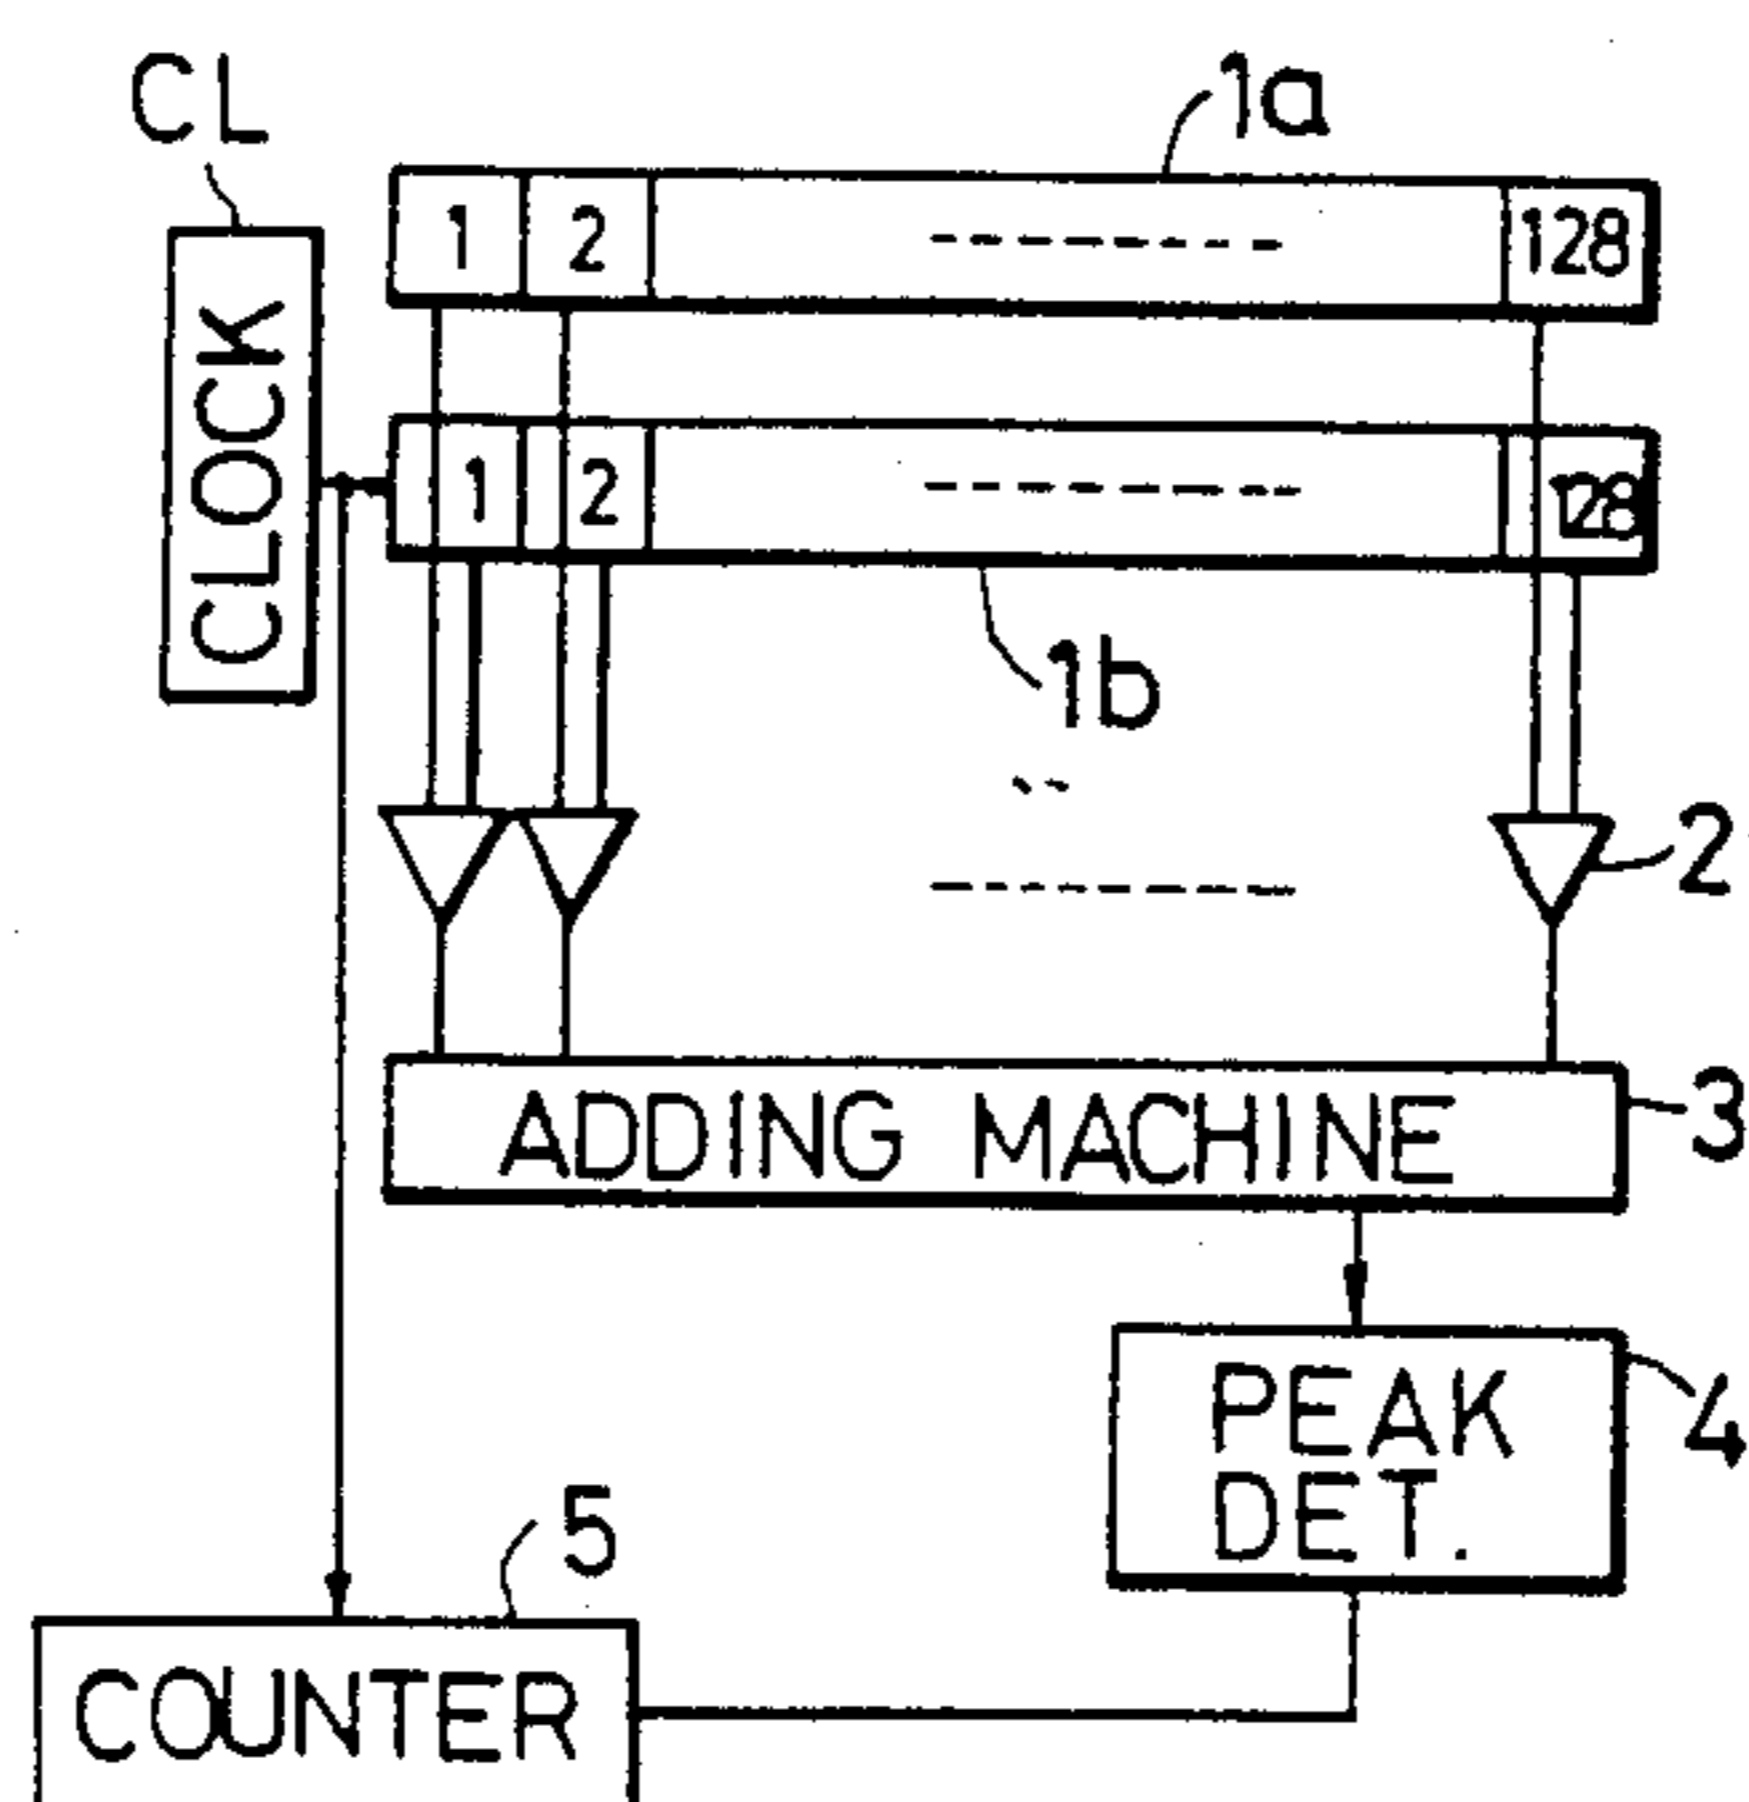 CL
1a
1 2 128
CLOCK
1 2 128
1b
2
ADDING MACHINE
3
PEAK
DET.
4
5
COUNTER